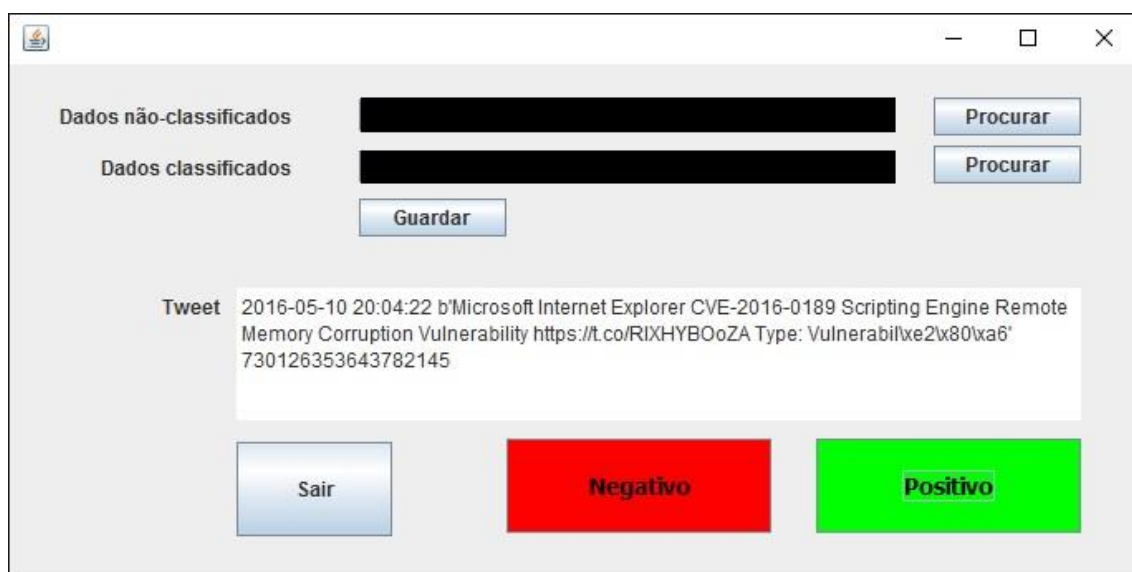 Dados não-classificados
Procurar
Dados classificados
Procurar
Guardar
Tweet
2016-05-10 20:04:22 b'Microsoft Internet Explorer CVE-2016-0189 Scripting Engine Remote
Memory Corruption Vulnerability https://t.co/RIXHYBOoZA Type: Vulnerabil\xe2\x80\xa6'
730126353643782145
Sair
Negativo
Positivo